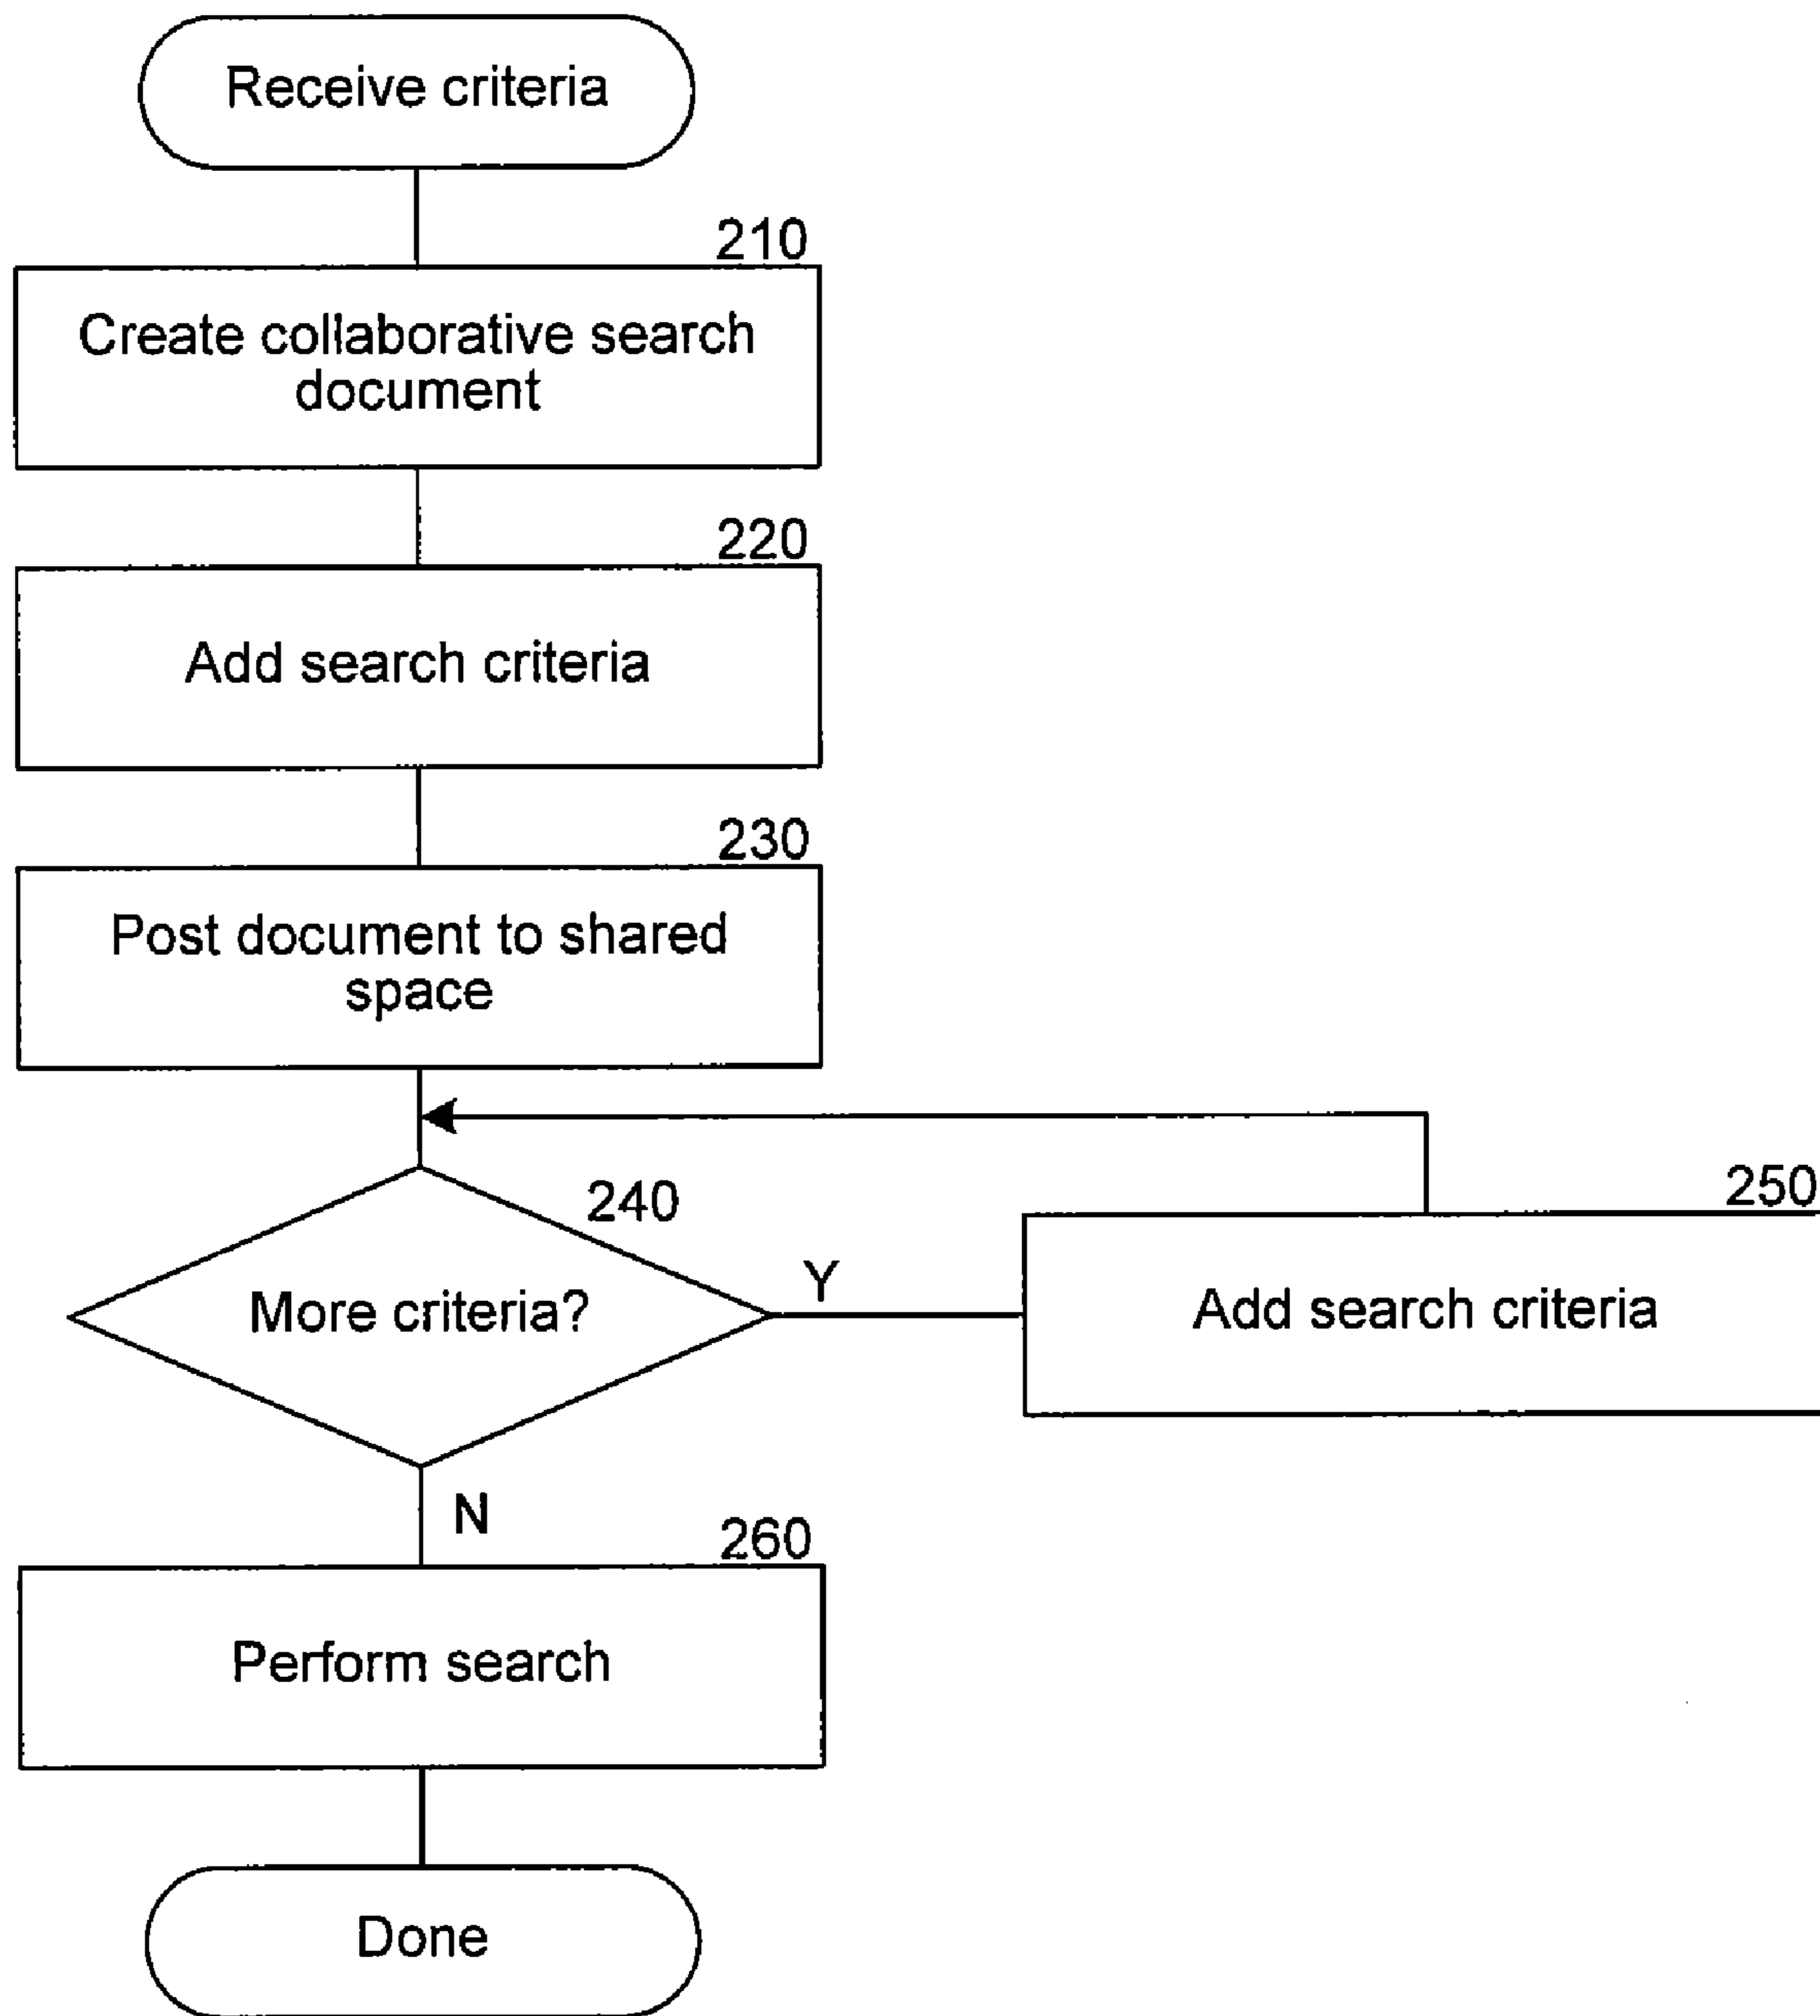 Receive criteria
210
Create collaborative search
document
220
Add search criteria
230
Post document to shared
space
240
More criteria?
Y
250
Add search criteria
N
260
Perform search
Done